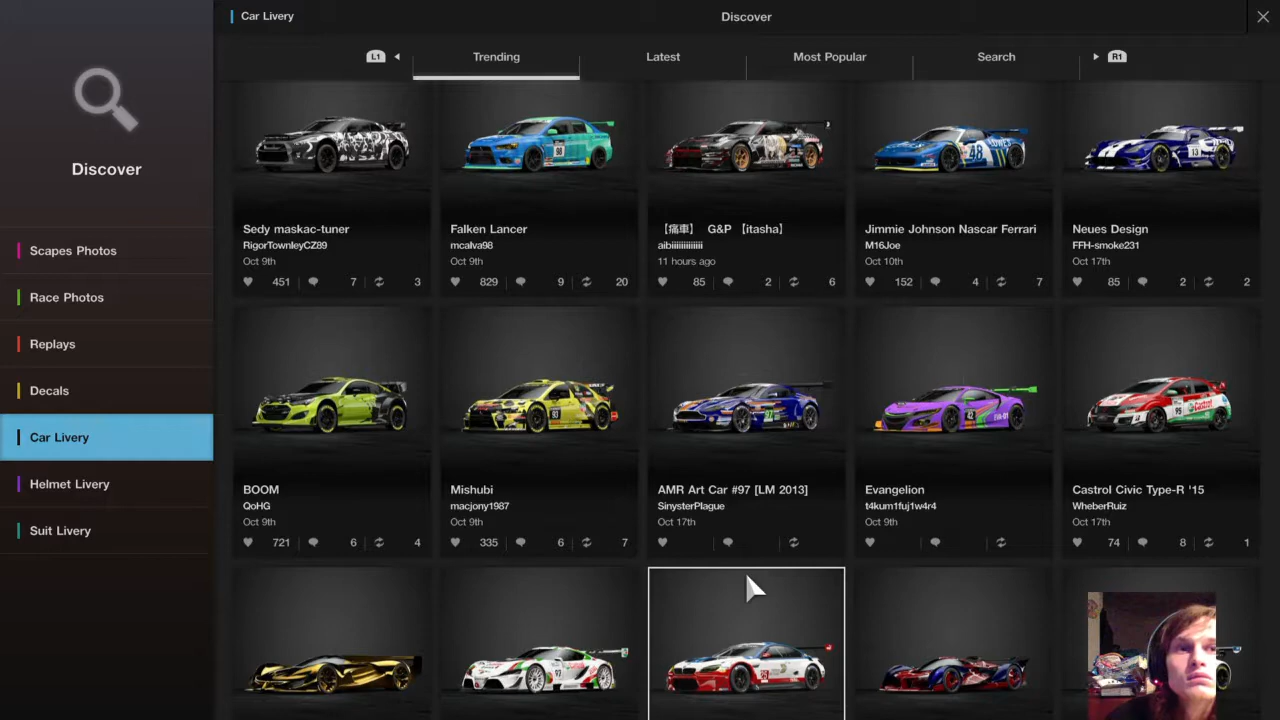 Car Livery
Discover
L1
Trending
Latest
Most Popular
Search
R1
Discover
Scapes Photos
Race Photos
Replays
Decals
Car Livery
Helmet Livery
Suit Livery
Sedy maskac-tuner
RigorTownleyCZ89
Oct 9th
451 7 3
Falken Lancer
mcalva98
Oct 9th
829 9 20
【痛車】 G&P 【itasha】
11 hours ago
85 2 6
Jimmie Johnson Nascar Ferrari
M16Joe
Oct 10th
152 4 7
Neues Design
FFH-smoke231
Oct 17th
85 2 2
BOOM
QoHG
Oct 9th
721 6 4
Mishubi
macjony1987
Oct 9th
335 6 7
AMR Art Car #97 [LM 2013]
SinysterPlague
Oct 17th
Evangelion
t4kum1fuj1w4r4
Oct 9th
Castrol Civic Type-R '15
WheberRuiz
Oct 17th
74 8 1
48
13